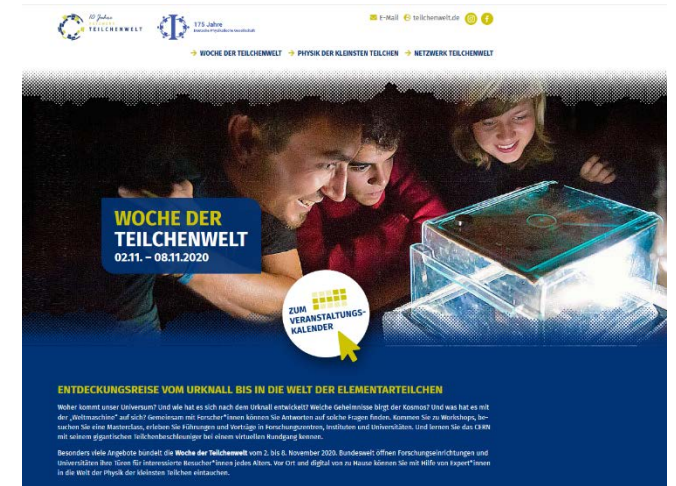 10 Jahre
NETZWERK
TEILCHENWELT
175 Jahre
Deutsche Physikalische Gesellschaft
E-Mail teilchenwelt.de
→ WOCHE DER TEILCHENWELT → PHYSIK DER KLEINSTEN TEILCHEN → NETZWERK TEILCHENWELT
WOCHE DER
TEILCHENWELT
02.11. – 08.11.2020
ZUM
VERANSTALTUNGS-
KALENDER
ENTDECKUNGSREISE VOM URKNALL BIS IN DIE WELT DER ELEMENTARTEILCHEN
Woher kommt unser Universum? Und wie hat es sich nach dem Urknall entwickelt? Welche Geheimnisse birgt der Kosmos? Und was hat es mit
der „Weltmaschine" auf sich? Gemeinsam mit Forscher*innen können Sie Antworten auf solche Fragen finden. Kommen Sie zu Workshops, be-
suchen Sie eine Masterclass, erleben Sie Führungen und Vorträge in Forschungszentren, Instituten und Universitäten. Und lernen Sie das CERN
mit seinem gigantischen Teilchenbeschleuniger bei einem virtuellen Rundgang kennen.
Besonders viele Angebote bündelt die Woche der Teilchenwelt vom 2. bis 8. November 2020. Bundesweit öffnen Forschungseinrichtungen und
Universitäten ihre Türen für interessierte Besucher*innen jedes Alters. Vor Ort und digital von zu Hause können Sie mit Hilfe von Expert*innen
in die Welt der Physik der kleinsten Teilchen eintauchen.